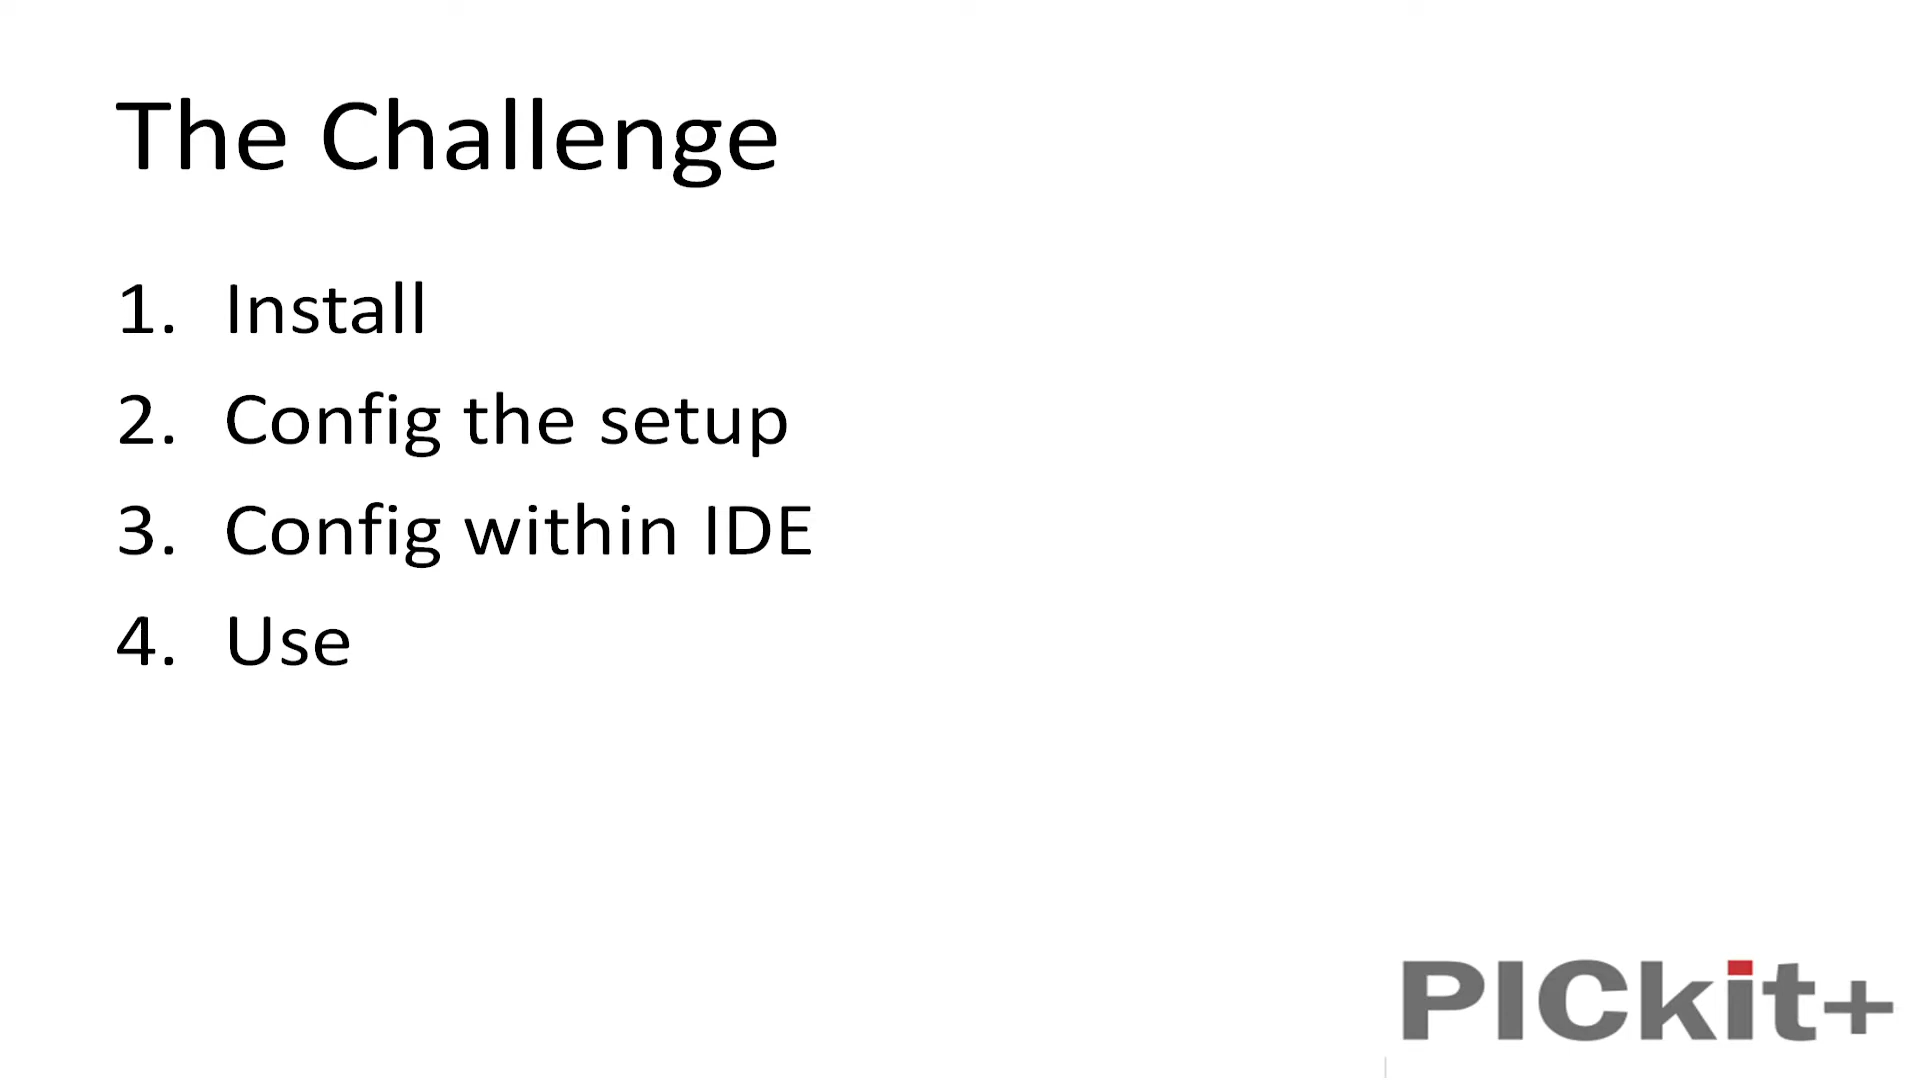 The Challenge
1. Install
2. Config the setup
3. Config within IDE
4. Use
PICkit+